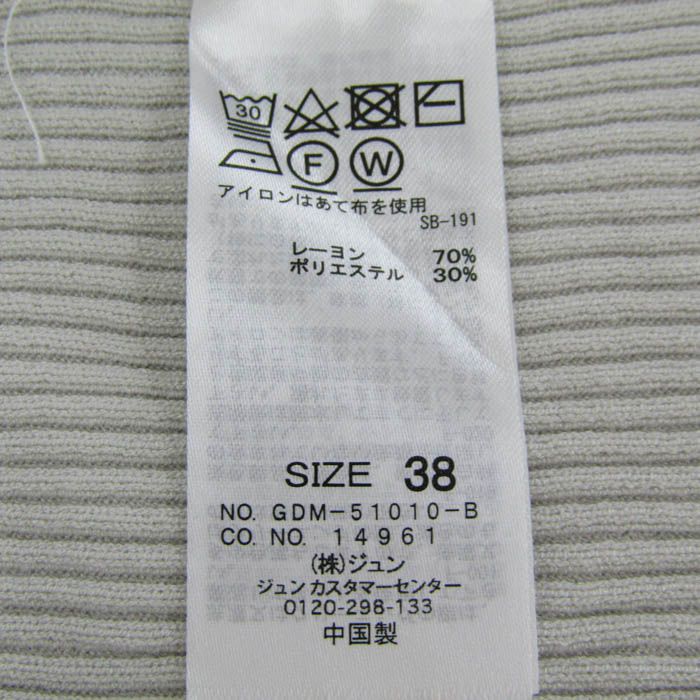 30
F W
アイロンはあて布を使用
SB-191
レーヨン 70%
ポリエステル 30%
SIZE 38
NO. GDM-51010-B
CO. NO. 14961
(株)ジュン
ジュン カスタマーセンター
0120-298-133
中国製